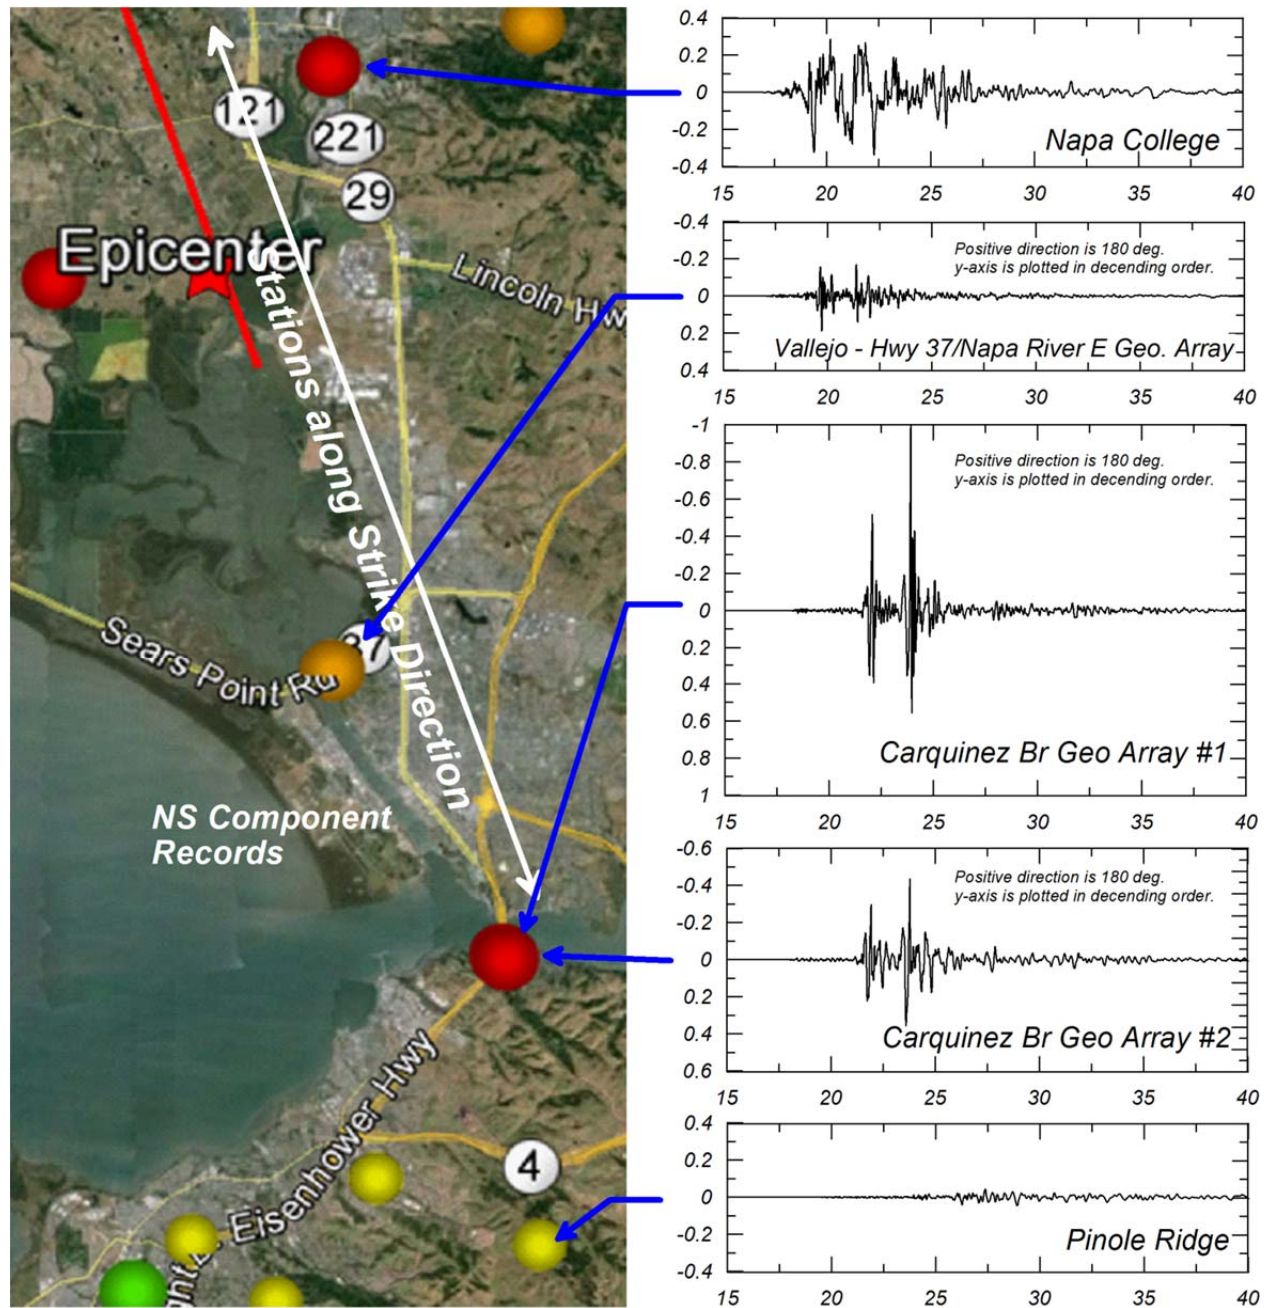 121
221
29
Epicenter
Lincoln Hw
Stations along Strike Direction
37
Sears Point Rd
NS Component
Records
Eisenhower Hwy
4
0.4
0.2
0
-0.2
-0.4
Napa College
15 20 25 30 35 40
-0.4
-0.2
0
0.2
0.4
Positive direction is 180 deg.
y-axis is plotted in decending order.
Vallejo - Hwy 37/Napa River E Geo. Array
15 20 25 30 35 40
-1
-0.8
-0.6
-0.4
-0.2
0
0.2
0.4
0.6
0.8
1
Positive direction is 180 deg.
y-axis is plotted in decending order.
Carquinez Br Geo Array #1
15 20 25 30 35 40
-0.6
-0.4
-0.2
0
0.2
0.4
0.6
Positive direction is 180 deg.
y-axis is plotted in decending order.
Carquinez Br Geo Array #2
15 20 25 30 35 40
0.4
0.2
0
-0.2
-0.4
Pinole Ridge
15 20 25 30 35 40